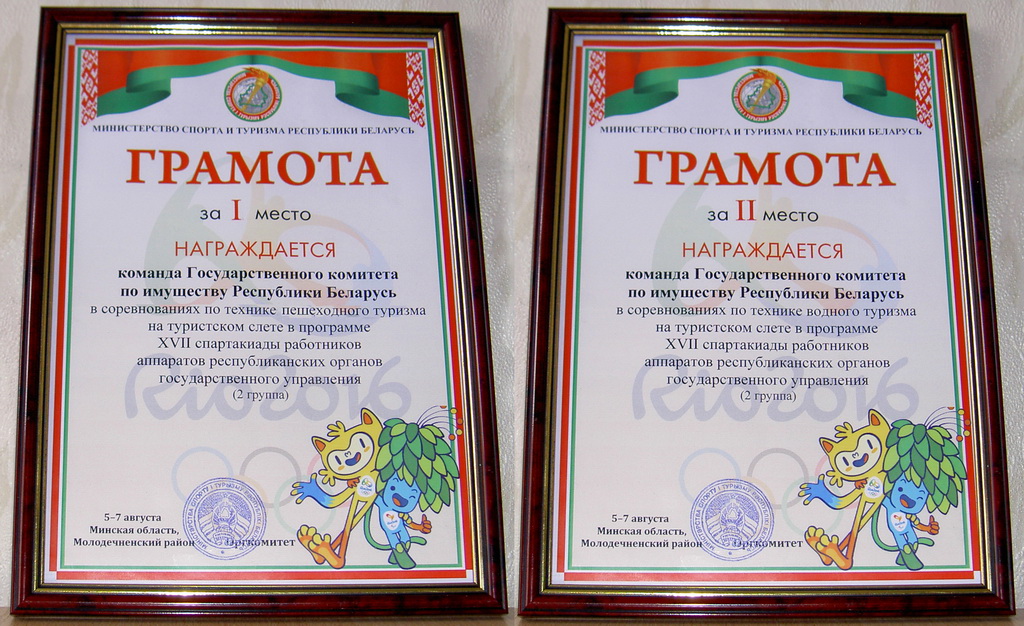 МИНИСТЕРСТВО СПОРТА И ТУРИЗМА РЕСПУБЛИКИ БЕЛАРУСЬ
ГРАМОТА
за I место
НАГРАЖДАЕТСЯ
команда Государственного комитета
по имуществу Республики Беларусь
в соревнованиях по технике пешеходного туризма
на туристском слете в программе
XVII спартакиады работников
аппаратов республиканских органов
государственного управления
(2 группа)
Rio2016
5–7 августа
Минская область,
Молодечненский район
Оргкомитет
МИНИСТЕРСТВО СПОРТА И ТУРИЗМА РЕСПУБЛИКИ БЕЛАРУСЬ
ГРАМОТА
за II место
НАГРАЖДАЕТСЯ
команда Государственного комитета
по имуществу Республики Беларусь
в соревнованиях по технике водного туризма
на туристском слете в программе
XVII спартакиады работников
аппаратов республиканских органов
государственного управления
(2 группа)
Rio2016
5–7 августа
Минская область,
Молодечненский район
Оргкомитет